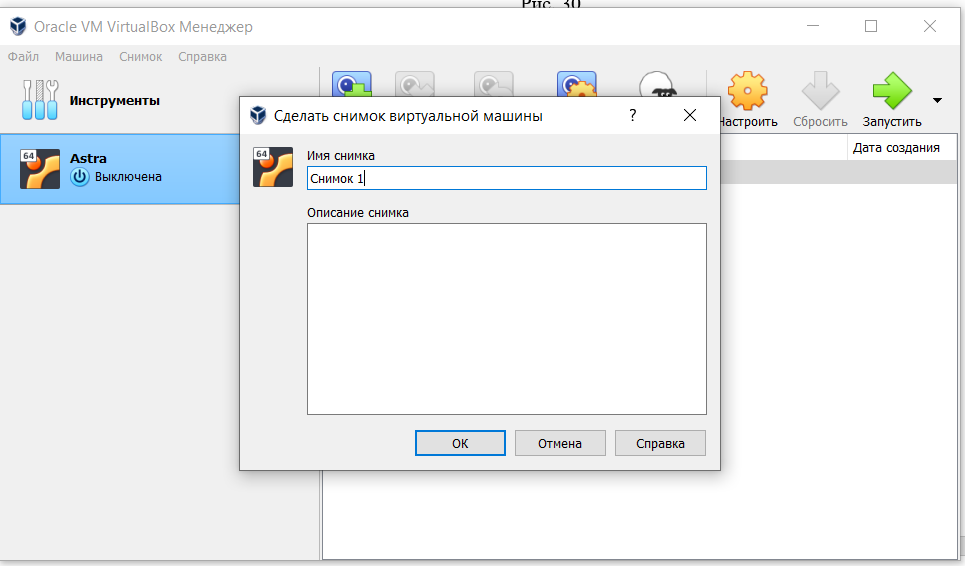 Рис. 30
Oracle VM VirtualBox Менеджер
Файл Машина Снимок Справка
Инструменты
Настроить Сбросить Запустить
Сделать снимок виртуальной машины ?
64 Astra
Выключена
Дата создания
64
Имя снимка
Снимок 1
Описание снимка
ОК Отмена Справка